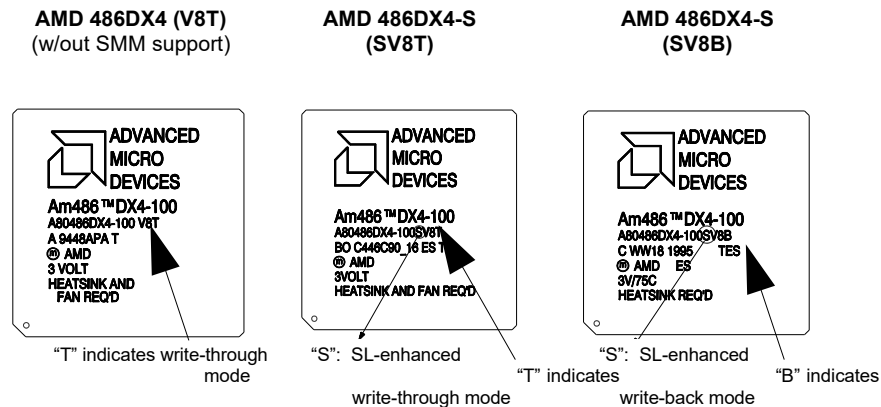 AMD 486DX4 (V8T)
(w/out SMM support)
AMD 486DX4-S
(SV8T)
AMD 486DX4-S
(SV8B)
ADVANCED
MICRO
DEVICES
Am486™DX4-100
A80486DX4-100 V8T
A 9448APA T
ⓜ AMD
3 VOLT
HEATSINK AND
FAN REQ'D
"T" indicates write-through
mode
ADVANCED
MICRO
DEVICES
Am486™DX4-100
A80486DX4-100SV8T
BO C446C90_16 ES T
ⓜ AMD
3VOLT
HEATSINK AND FAN REQ'D
"S": SL-enhanced
"T" indicates
write-through mode
ADVANCED
MICRO
DEVICES
Am486™DX4-100
A80486DX4-100SV8B
C WW18 1995 TES
ⓜ AMD ES
3V/75C
HEATSINK REQ'D
"S": SL-enhanced
"B" indicates
write-back mode